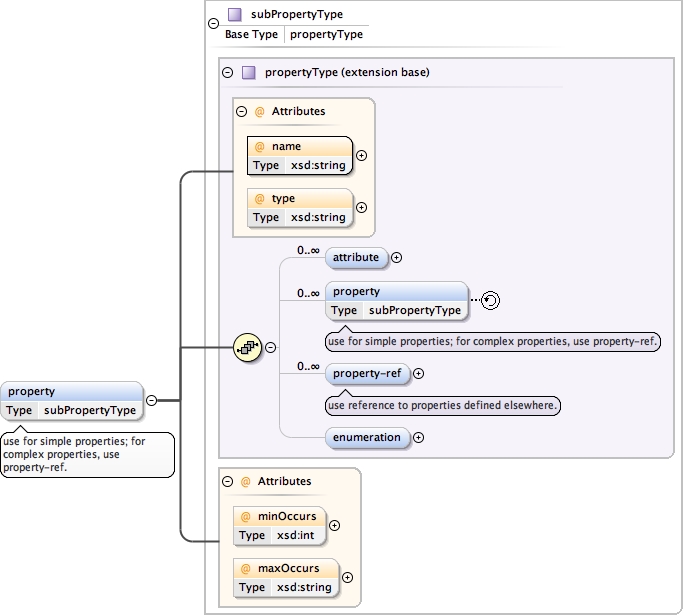 subPropertyType
Base Type propertyType
propertyType (extension base)
@ Attributes
@ name
Type xsd:string
@ type
Type xsd:string
0..∞
attribute
0..∞
property
Type subPropertyType
use for simple properties; for complex properties, use property-ref.
0..∞
property-ref
use reference to properties defined elsewhere.
enumeration
property
Type subPropertyType
use for simple properties; for
complex properties, use
property-ref.
@ Attributes
@ minOccurs
Type xsd:int
@ maxOccurs
Type xsd:string